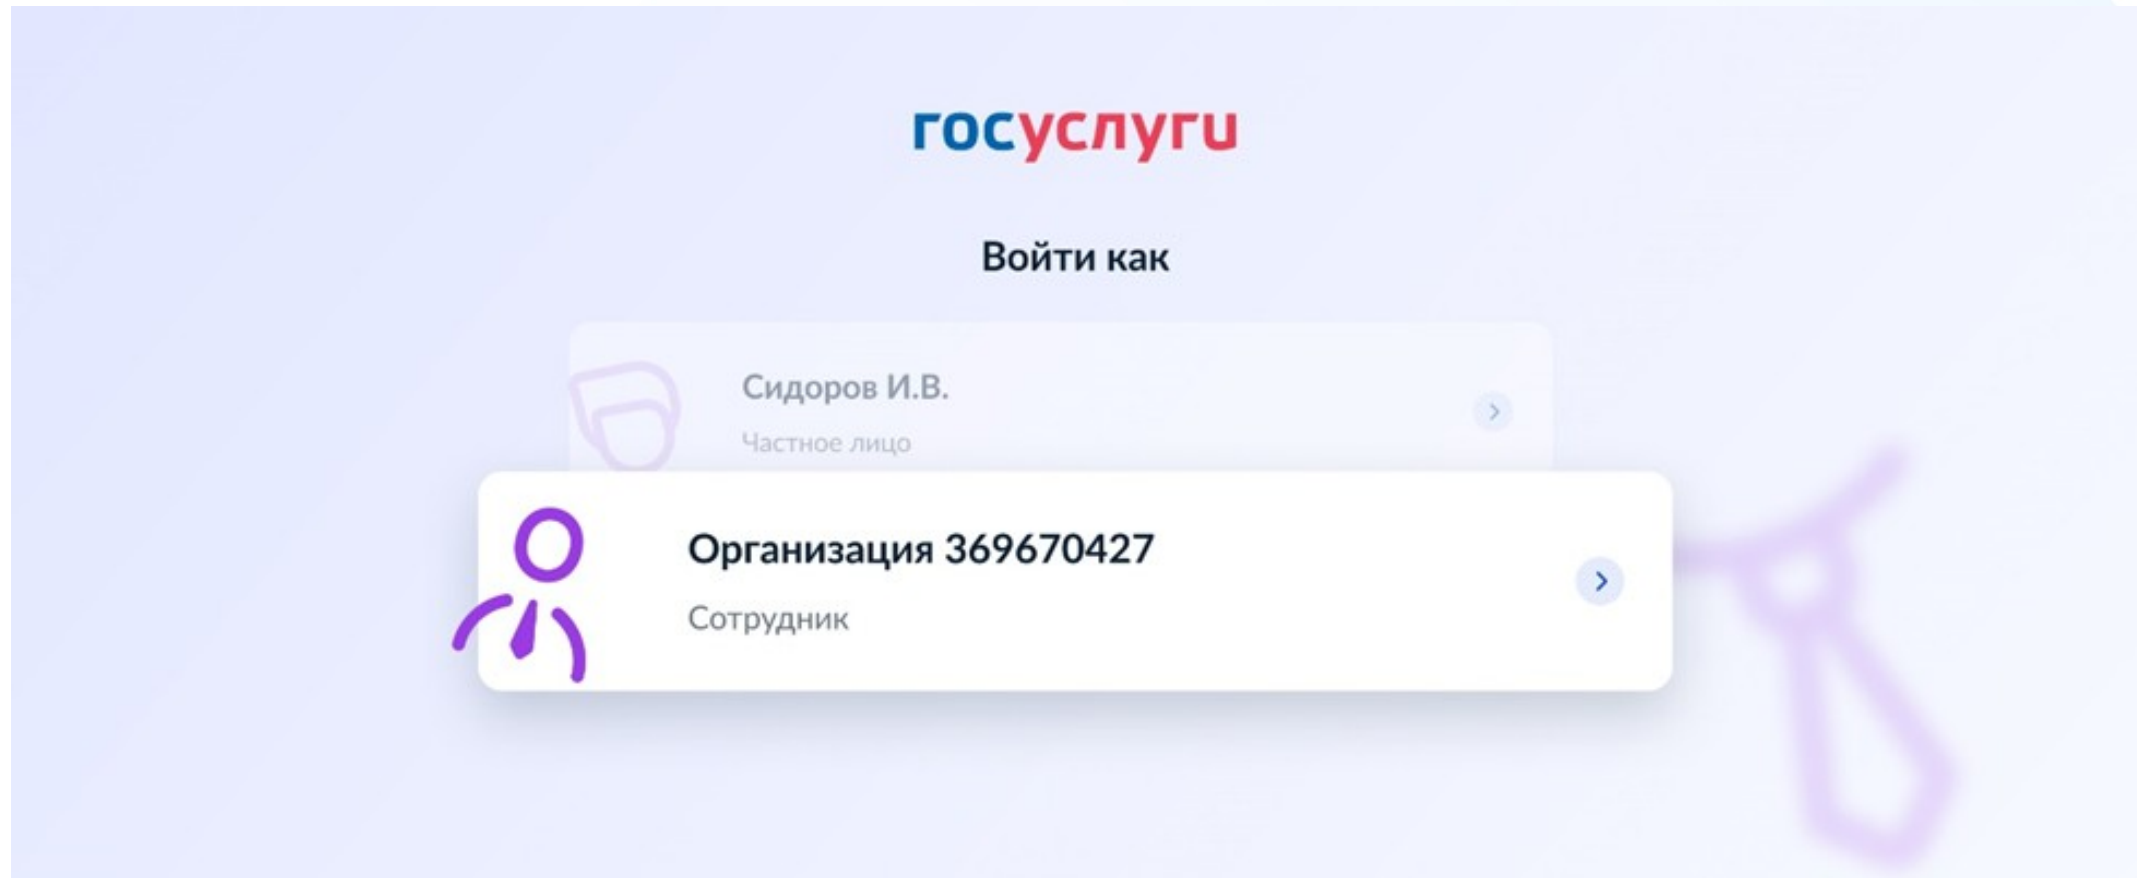 госуслуги
Войти как
Сидоров И.В.
Частное лицо
Организация 369670427
Сотрудник